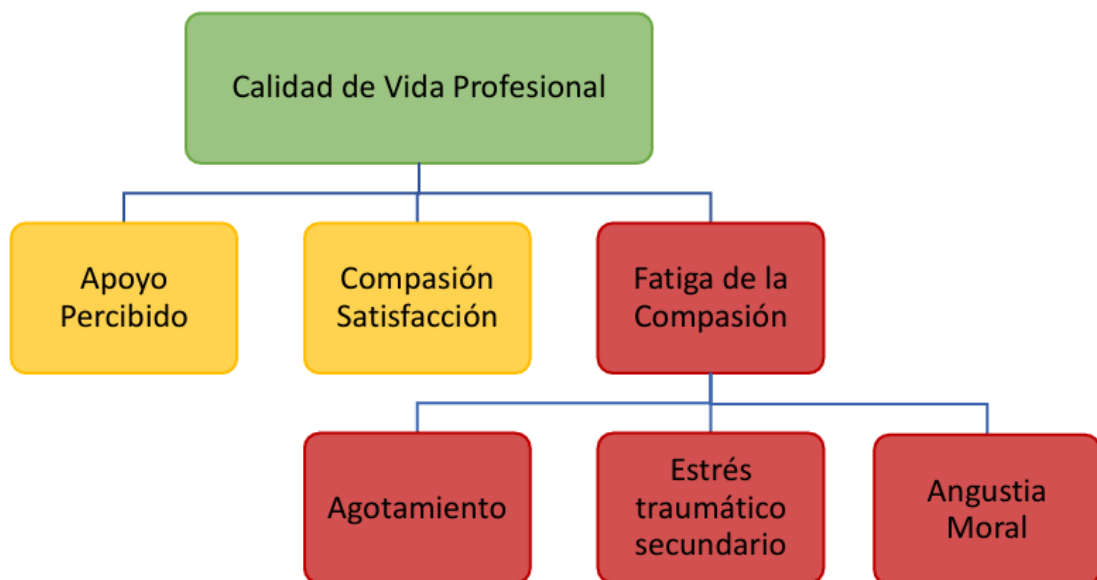 Calidad de Vida Profesional
Apoyo
Percibido
Compasión
Satisfacción
Fatiga de la
Compasión
Agotamiento
Estrés
traumático
secundario
Angustia
Moral